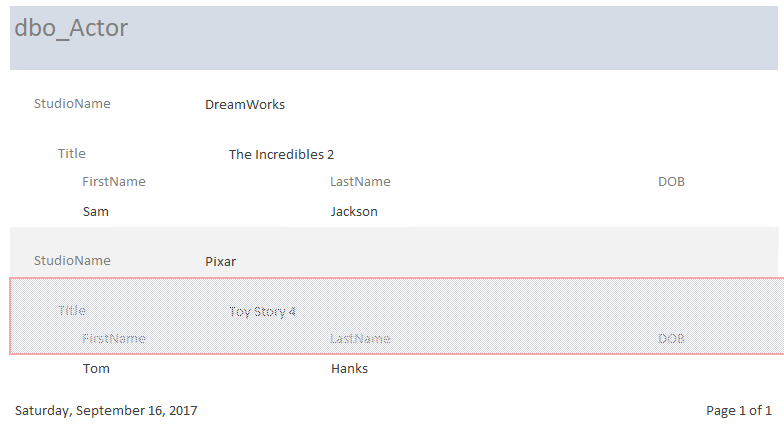 dbo_Actor
StudioName DreamWorks
Title The Incredibles 2
FirstName LastName DOB
Sam Jackson
StudioName Pixar
Title Toy Story 4
FirstName LastName DOB
Tom Hanks
Saturday, September 16, 2017 Page 1 of 1